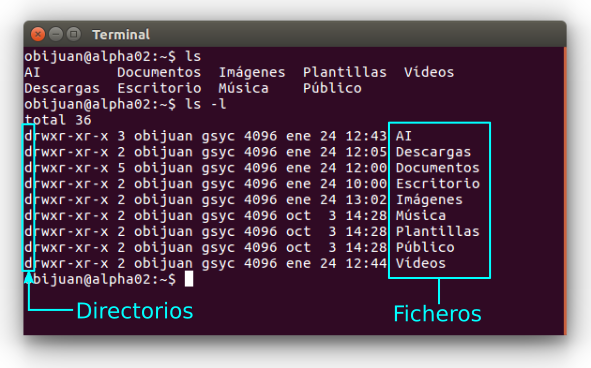 Terminal
obijuan@alpha02:~$ ls
AI Documentos Imágenes Plantillas Vídeos
Descargas Escritorio Música Público
obijuan@alpha02:~$ ls -l
total 36
drwxr-xr-x 3 obijuan gsyc 4096 ene 24 12:43 AI
drwxr-xr-x 2 obijuan gsyc 4096 ene 24 12:05 Descargas
drwxr-xr-x 5 obijuan gsyc 4096 ene 24 12:00 Documentos
drwxr-xr-x 2 obijuan gsyc 4096 ene 24 10:00 Escritorio
drwxr-xr-x 2 obijuan gsyc 4096 ene 24 13:02 Imágenes
drwxr-xr-x 2 obijuan gsyc 4096 oct 3 14:28 Música
drwxr-xr-x 2 obijuan gsyc 4096 oct 3 14:28 Plantillas
drwxr-xr-x 2 obijuan gsyc 4096 oct 3 14:28 Público
drwxr-xr-x 2 obijuan gsyc 4096 ene 24 12:44 Vídeos
obijuan@alpha02:~$
Directorios
Ficheros